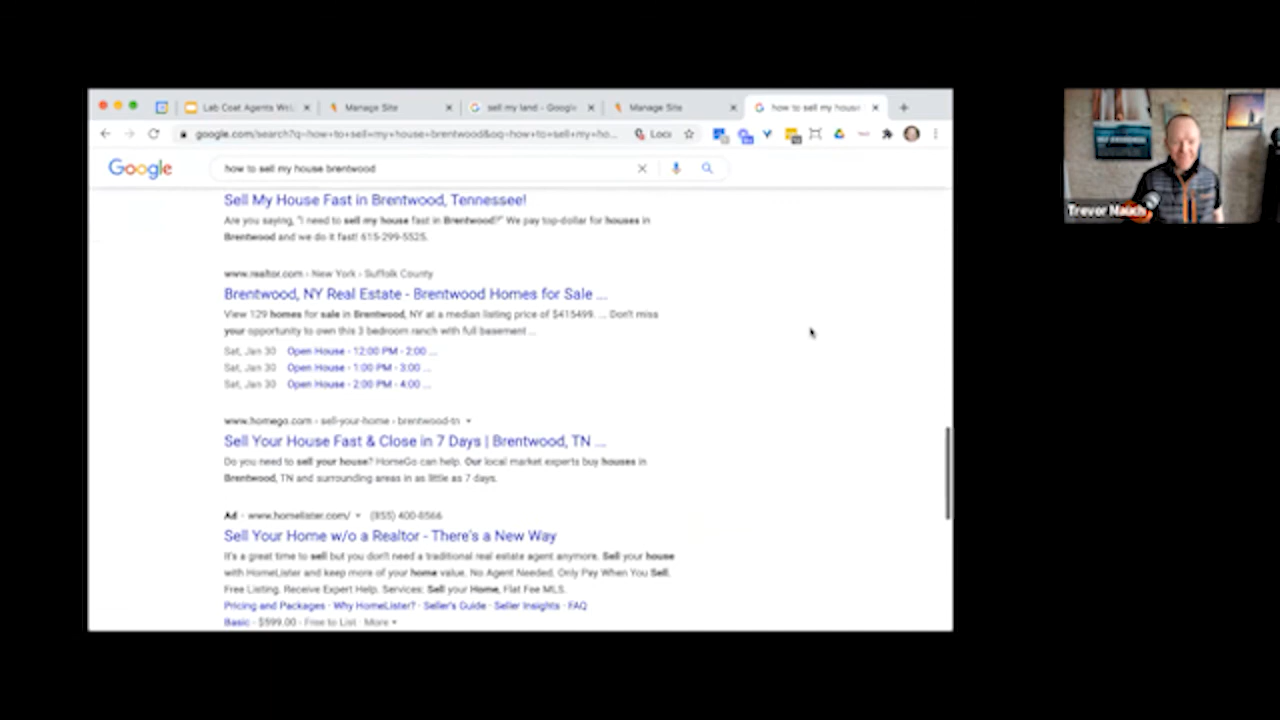 Lab Coat Agents
Manage Site
sell my land - Google
Manage Site
how to sell my house
google.com/search?q=how+to+sell+my+house+brentwood&oq=how+to+sell+my+ho...
Google
how to sell my house brentwood
Sell My House Fast in Brentwood, Tennessee!
Are you saying, "I need to sell my house fast in Brentwood?" We pay top-dollar for houses in
Brentwood and we do it fast! 615-299-5525.
www.realtor.com › New York › Suffolk County
Brentwood, NY Real Estate - Brentwood Homes for Sale ...
View 129 homes for sale in Brentwood, NY at a median listing price of $415499. ... Don't miss
your opportunity to own this 3 bedroom ranch with full basement ...
Sat, Jan 30 Open House - 12:00 PM - 2:00 ...
Sat, Jan 30 Open House - 1:00 PM - 3:00 ...
Sat, Jan 30 Open House - 2:00 PM - 4:00 ...
www.homego.com › sell-your-home › brentwood-tn
Sell Your House Fast & Close in 7 Days | Brentwood, TN ...
Do you need to sell your house? HomeGo can help. Our local market experts buy houses in
Brentwood, TN and surrounding areas in as little as 7 days.
Ad · www.homelister.com/ (855) 400-8566
Sell Your Home w/o a Realtor - There's a New Way
It's a great time to sell but you don't need a traditional real estate agent anymore. Sell your house
with HomeLister and keep more of your home value. No Agent Needed. Only Pay When You Sell.
Free Listing. Receive Expert Help. Services: Sell your Home, Flat Fee MLS.
Pricing and Packages · Why HomeLister? · Seller's Guide · Seller Insights · FAQ
Basic - $599.00 - Free to List · More
Trevor Mauch